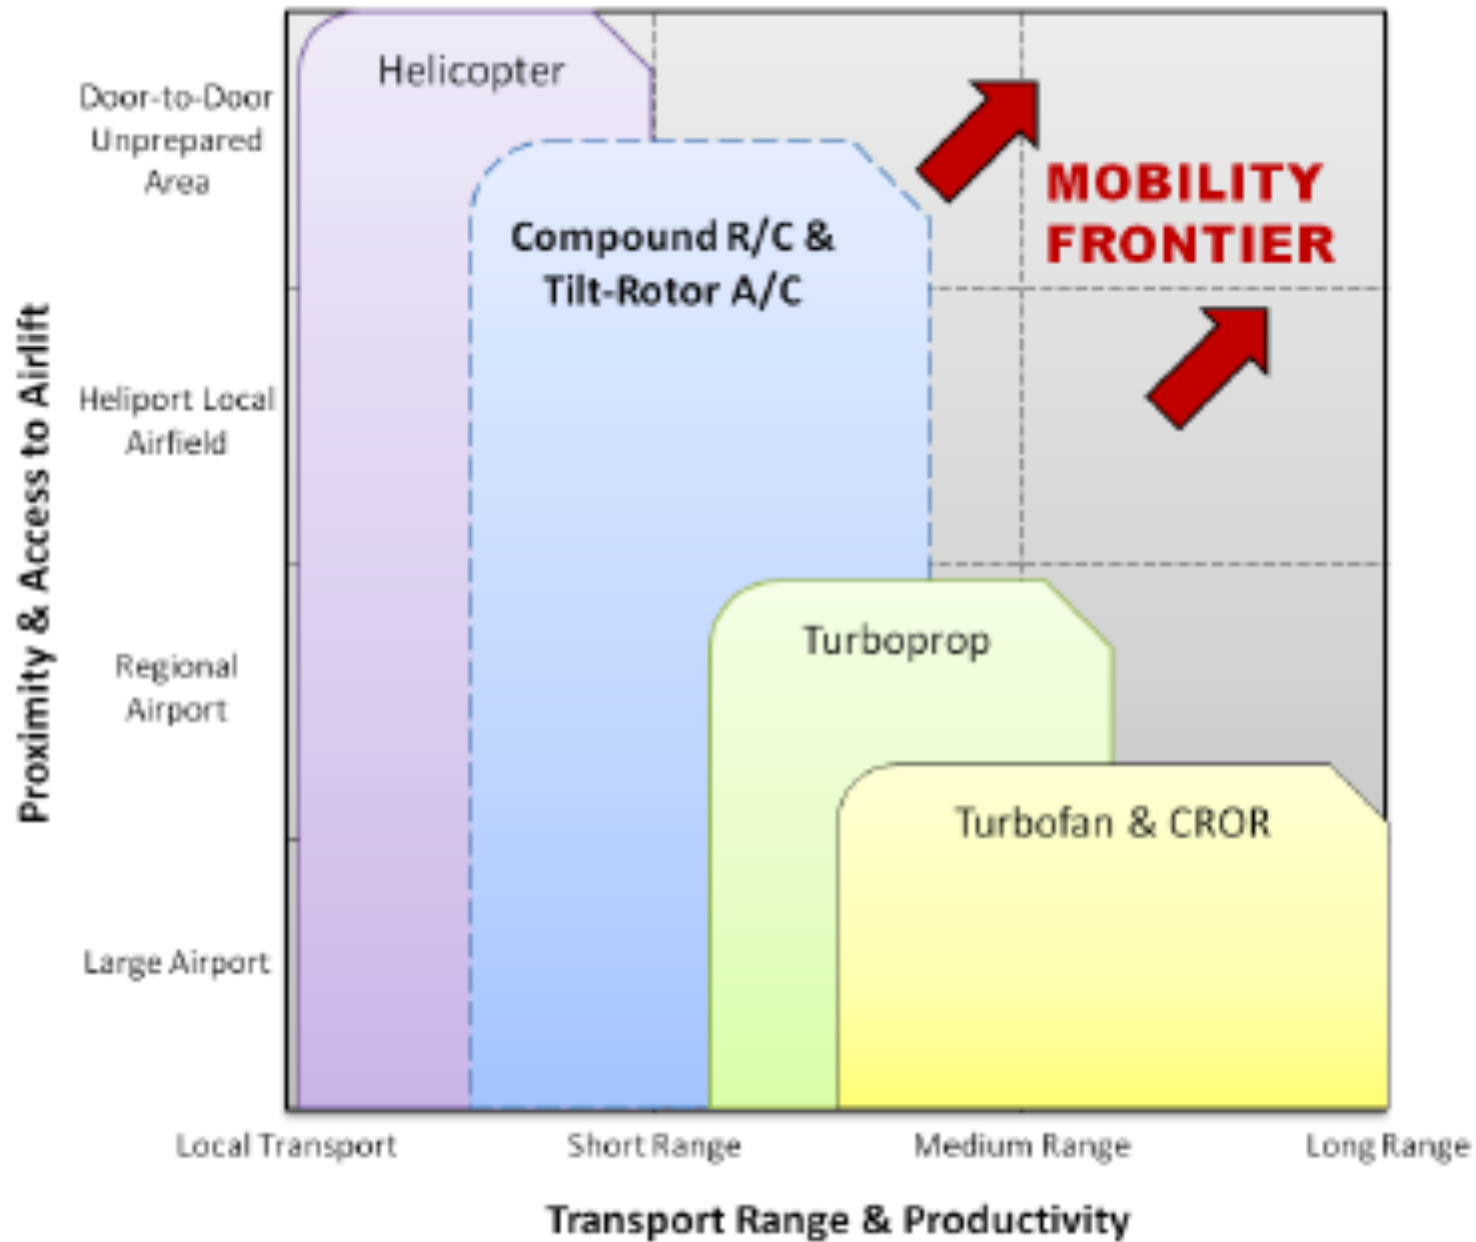 Helicopter
Door-to-Door
Unprepared
Area
MOBILITY
FRONTIER
Compound R/C &
Tilt-Rotor A/C
Proximity & Access to Airlift
Heliport Local
Airfield
Turboprop
Regional
Airport
Turbofan & CROR
Large Airport
Local Transport
Short Range
Medium Range
Long Range
Transport Range & Productivity